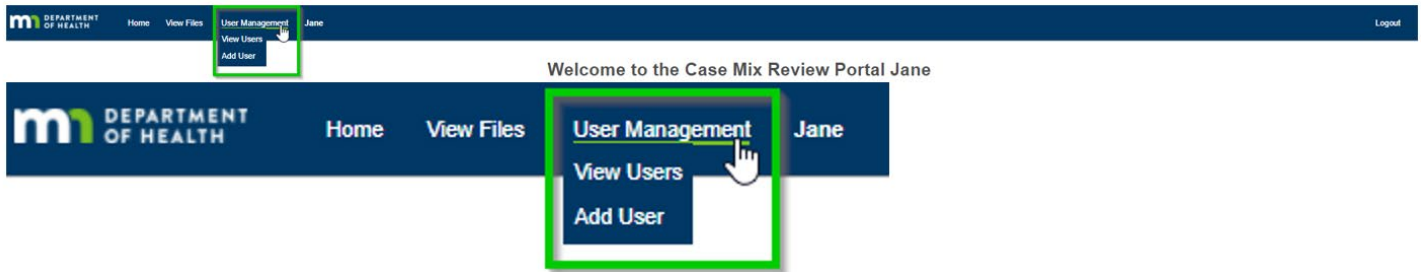 DEPARTMENT
OF HEALTH
Home View Files User Management Jane Logout
View Users
Add User
Welcome to the Case Mix Review Portal Jane
DEPARTMENT
OF HEALTH
Home View Files User Management Jane
View Users
Add User